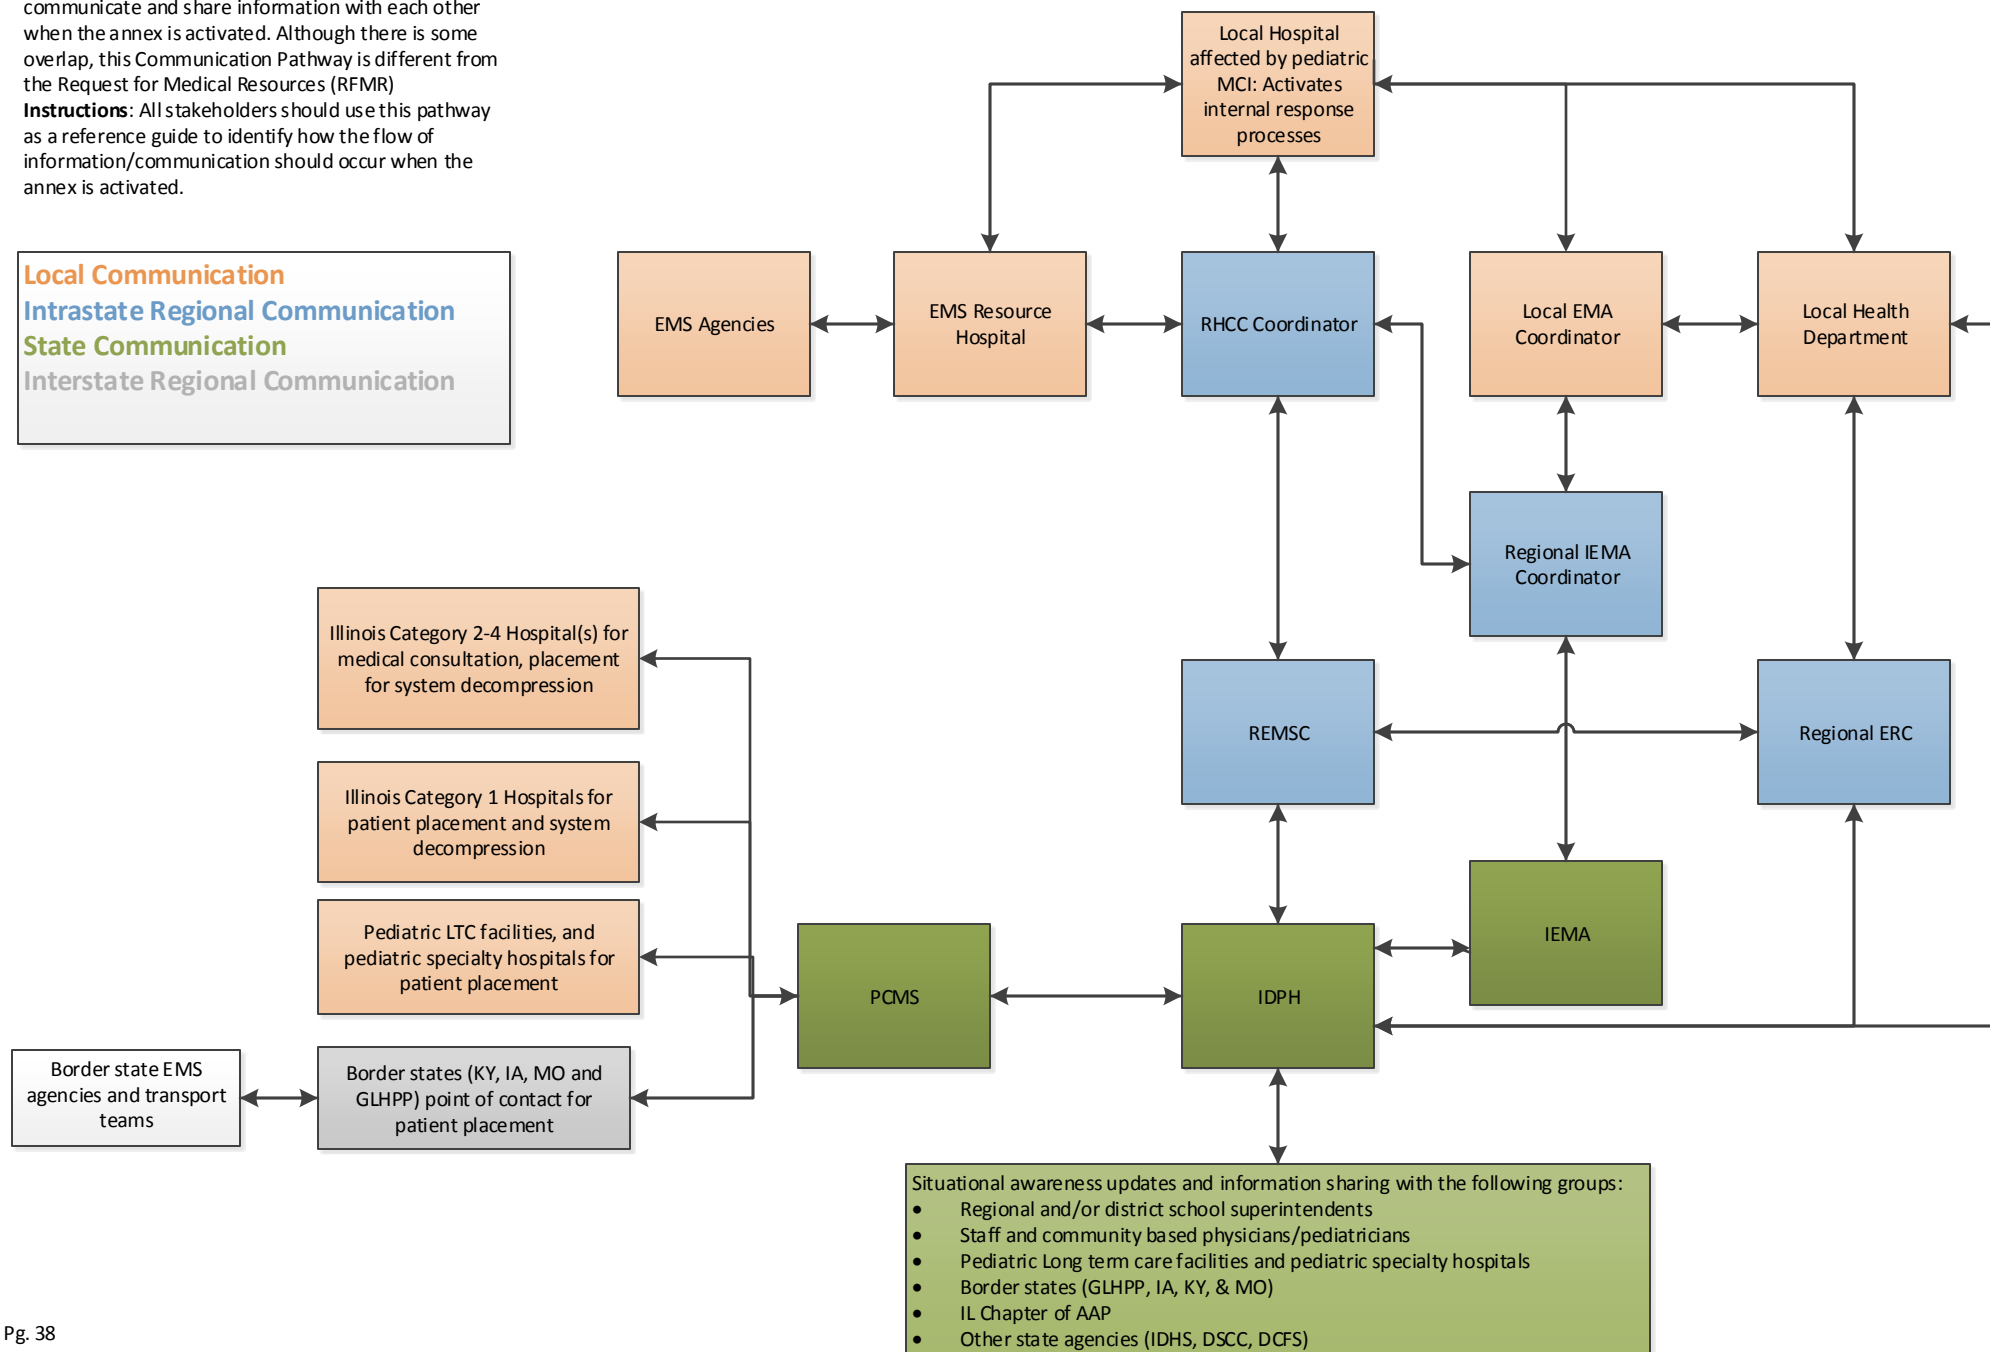 communicate and share information with each other
when the annex is activated. Although there is some
overlap, this Communication Pathway is different from
the Request for Medical Resources (RFMR)
Instructions: All stakeholders should use this pathway
as a reference guide to identify how the flow of
information/communication should occur when the
annex is activated.
Local Communication
Intrastate Regional Communication
State Communication
Interstate Regional Communication
Local Hospital
affected by pediatric
MCI: Activates
internal response
processes
EMS Agencies
EMS Resource
Hospital
RHCC Coordinator
Local EMA
Coordinator
Local Health
Department
Regional IEMA
Coordinator
Illinois Category 2-4 Hospital(s) for
medical consultation, placement
for system decompression
REMSC
Regional ERC
Illinois Category 1 Hospitals for
patient placement and system
decompression
Pediatric LTC facilities, and
pediatric specialty hospitals for
patient placement
PCMS
IDPH
IEMA
Border state EMS
agencies and transport
teams
Border states (KY, IA, MO and
GLHPP) point of contact for
patient placement
Situational awareness updates and information sharing with the following groups:
• Regional and/or district school superintendents
• Staff and community based physicians/pediatricians
• Pediatric Long term care facilities and pediatric specialty hospitals
• Border states (GLHPP, IA, KY, & MO)
• IL Chapter of AAP
• Other state agencies (IDHS, DSCC, DCFS)
Pg. 38